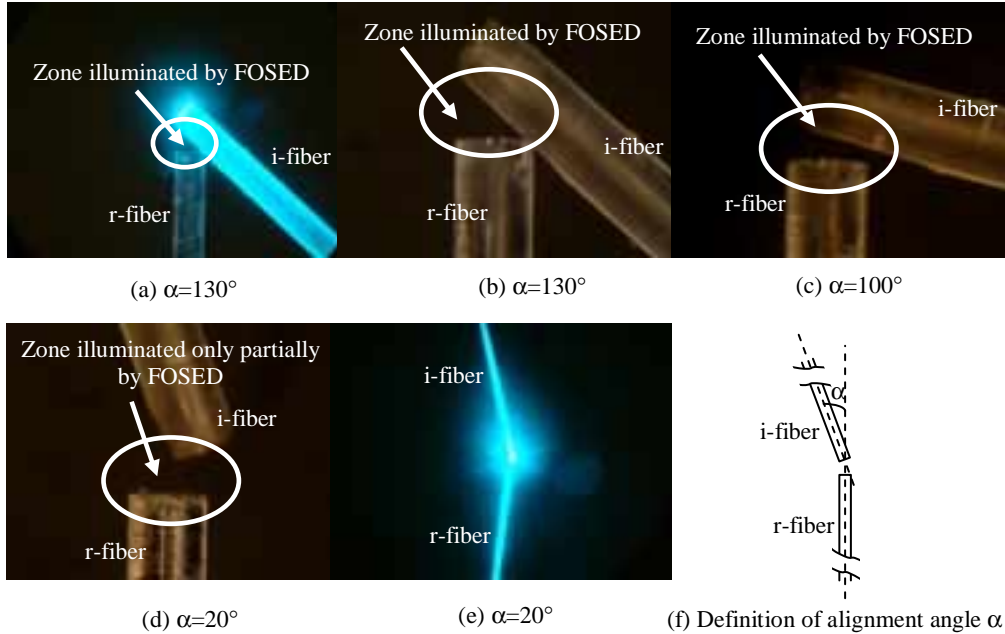 Zone illuminated by FOSED
i-fiber
r-fiber
(a) α=130°
Zone illuminated by FOSED
i-fiber
r-fiber
(b) α=130°
Zone illuminated by FOSED
i-fiber
r-fiber
(c) α=100°
Zone illuminated only partially
by FOSED
i-fiber
r-fiber
(d) α=20°
i-fiber
r-fiber
(e) α=20°
α
i-fiber
r-fiber
(f) Definition of alignment angle α